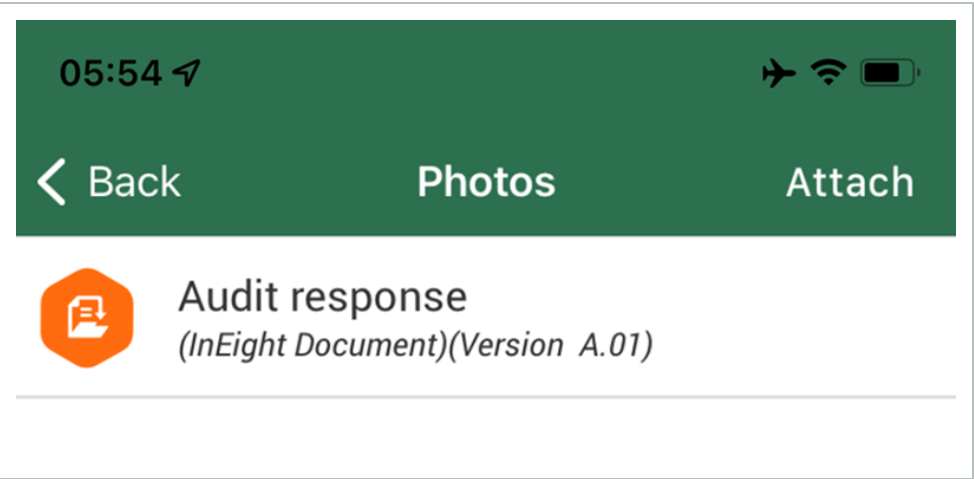 05:54
Back Photos Attach
Audit response
(InEight Document)(Version A.01)